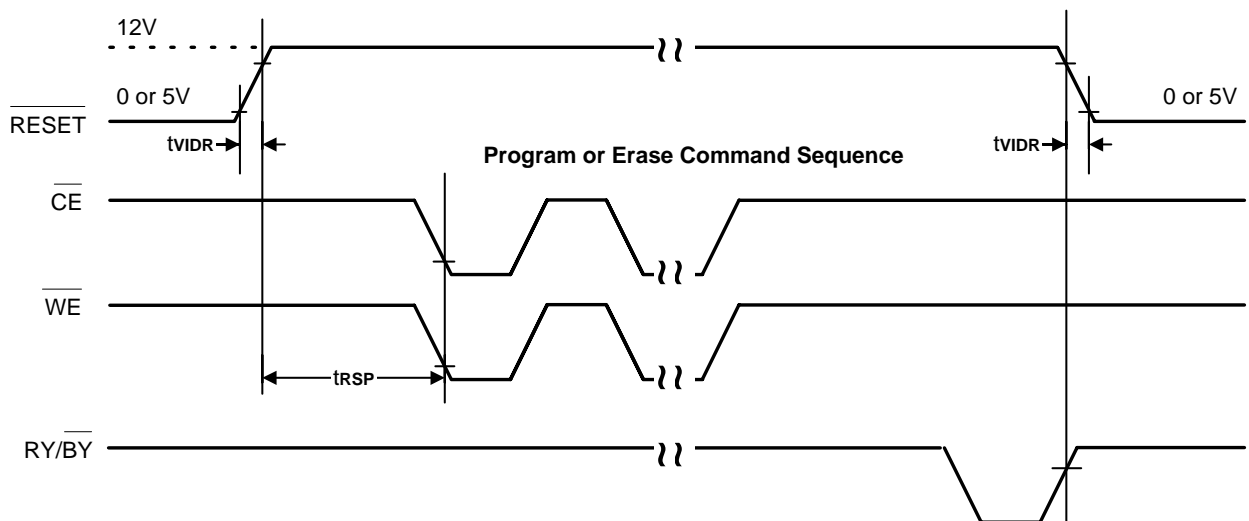 12V
0 or 5V
0 or 5V
RESET
tVIDR
tVIDR
Program or Erase Command Sequence
CE
WE
tRSP
RY/BY